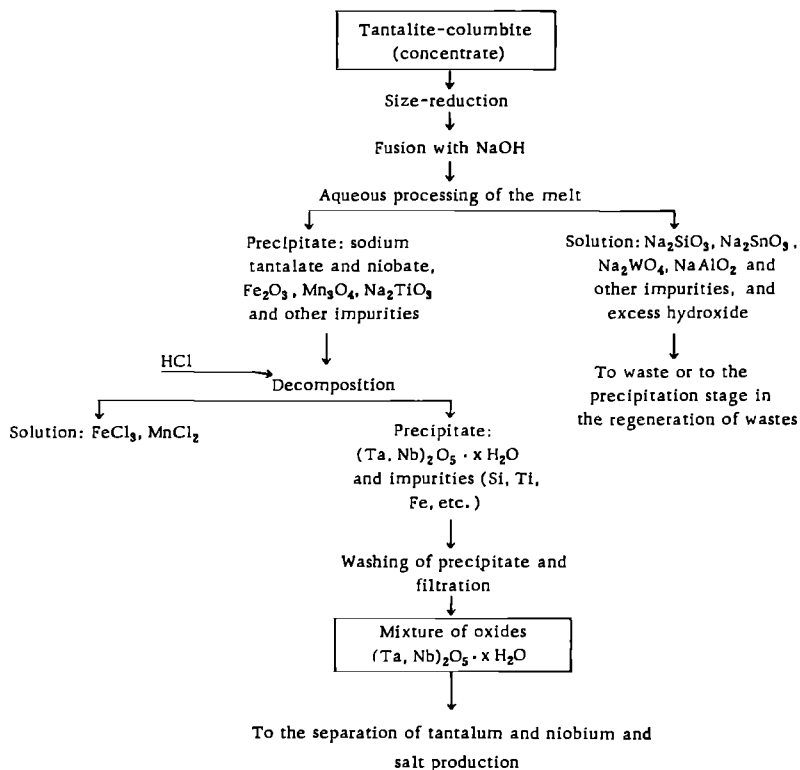 Tantalite-columbite
(concentrate)
Size-reduction
Fusion with NaOH
Aqueous processing of the melt
Precipitate: sodium
tantalate and niobate,
Fe₂O₃, Mn₃O₄, Na₂TiO₃
and other impurities
Solution: Na₂SiO₃, Na₂SnO₃,
Na₂WO₄, NaAlO₂ and
other impurities, and
excess hydroxide
HCl
Decomposition
To waste or to the
precipitation stage in
the regeneration of wastes
Solution: FeCl₃, MnCl₂
Precipitate:
(Ta, Nb)₂O₅ · x H₂O
and impurities (Si, Ti,
Fe, etc.)
Washing of precipitate and
filtration
Mixture of oxides
(Ta, Nb)₂O₅ · x H₂O
To the separation of tantalum and niobium and
salt production